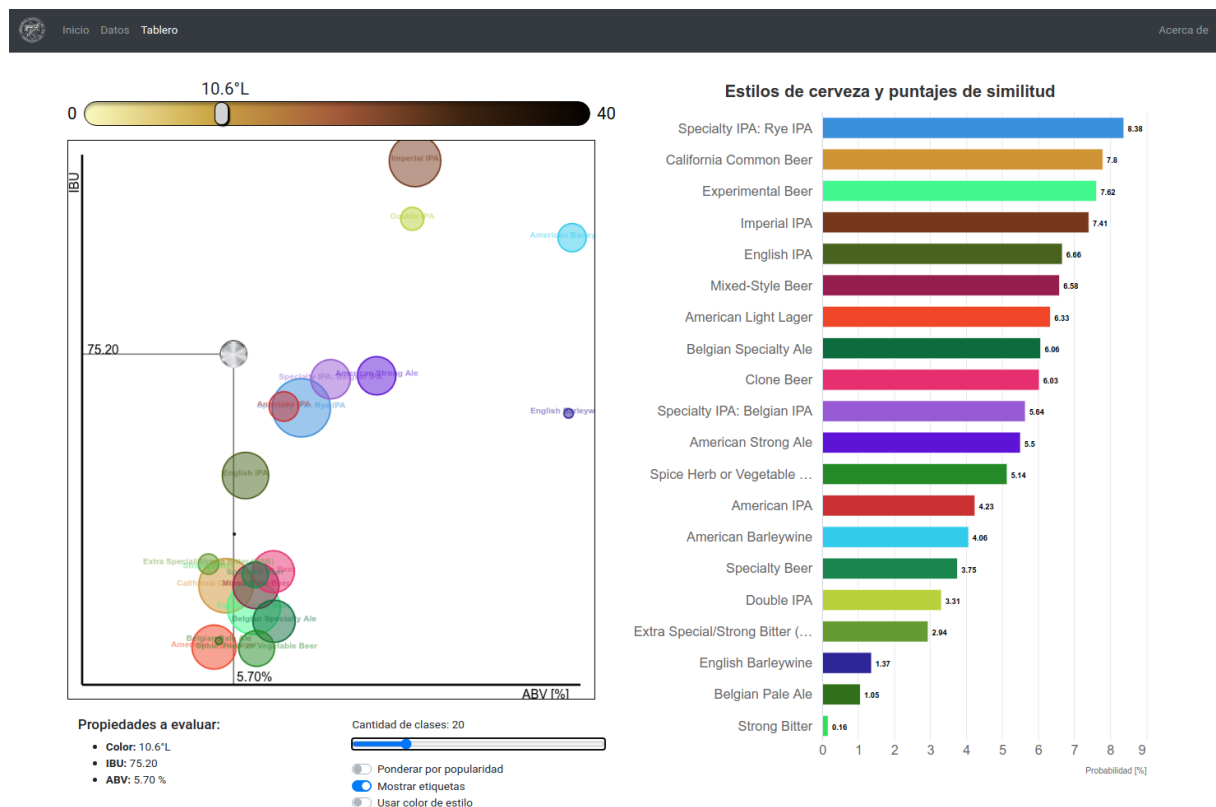 Inicio Datos Tablero Acerca de
10.6°L
0 40
IBU
Imperial IPA
Double IPA
75.20
American Strong Ale
English IPA
Belgian Specialty Ale
Belgian Pale Ale
5.70%
ABV [%]
Propiedades a evaluar:
Color: 10.6°L
IBU: 75.20
ABV: 5.70 %
Cantidad de clases: 20
Ponderar por popularidad
Mostrar etiquetas
Usar color de estilo
Estilos de cerveza y puntajes de similitud
Specialty IPA: Rye IPA 8.38
California Common Beer 7.8
Experimental Beer 7.62
Imperial IPA 7.41
English IPA 6.66
Mixed-Style Beer 6.58
American Light Lager 6.33
Belgian Specialty Ale 6.06
Clone Beer 6.03
Specialty IPA: Belgian IPA 5.64
American Strong Ale 5.5
Spice Herb or Vegetable ... 5.14
American IPA 4.23
American Barleywine 4.06
Specialty Beer 3.75
Double IPA 3.31
Extra Special/Strong Bitter (... 2.94
English Barleywine 1.37
Belgian Pale Ale 1.05
Strong Bitter 0.16
0 1 2 3 4 5 6 7 8 9
Probabilidad [%]